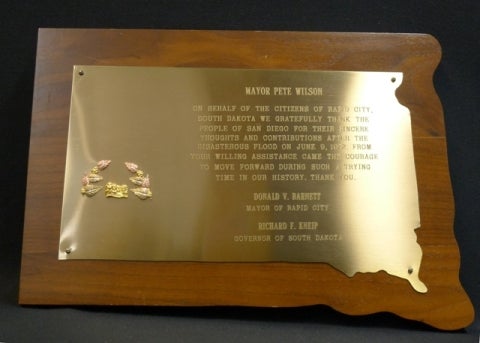 MAYOR PETE WILSON
ON BEHALF OF THE CITIZENS OF RAPID CITY,
SOUTH DAKOTA WE GRATEFULLY THANK THE
PEOPLE OF SAN DIEGO FOR THEIR SINCERE
THOUGHTS AND CONTRIBUTIONS AFTER THE
DISASTEROUS FLOOD ON JUNE 9, 1972. FROM
YOUR WILLING ASSISTANCE CAME THE COURAGE
TO MOVE FORWARD DURING SUCH A TRYING
TIME IN OUR HISTORY. THANK YOU.
DONALD V. BARNETT
MAYOR OF RAPID CITY
RICHARD F. KNEIP
GOVERNOR OF SOUTH DAKOTA